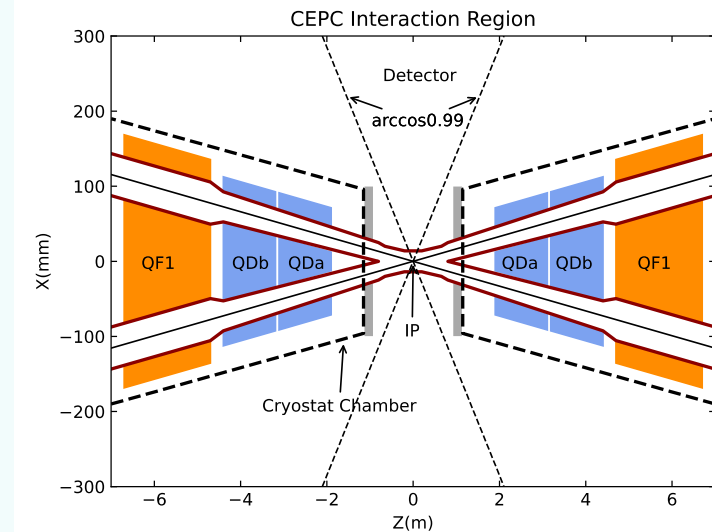 CEPC Interaction Region
300
200
100
0
−100
−200
−300
X(mm)
Detector
arccos0.99
QF1
QDb
QDa
QDa
QDb
QF1
IP
Cryostat Chamber
−6
−4
−2
0
2
4
6
Z(m)